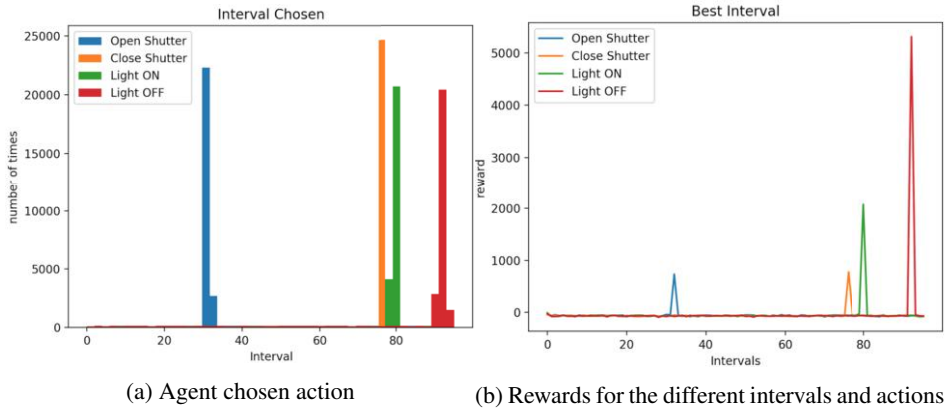 Interval Chosen
25000
20000
15000
10000
5000
0
number of times
Open Shutter
Close Shutter
Light ON
Light OFF
0
20
40
60
80
Interval
(a) Agent chosen action
Best Interval
5000
4000
3000
2000
1000
0
reward
Open Shutter
Close Shutter
Light ON
Light OFF
0
20
40
60
80
Intervals
(b) Rewards for the different intervals and actions